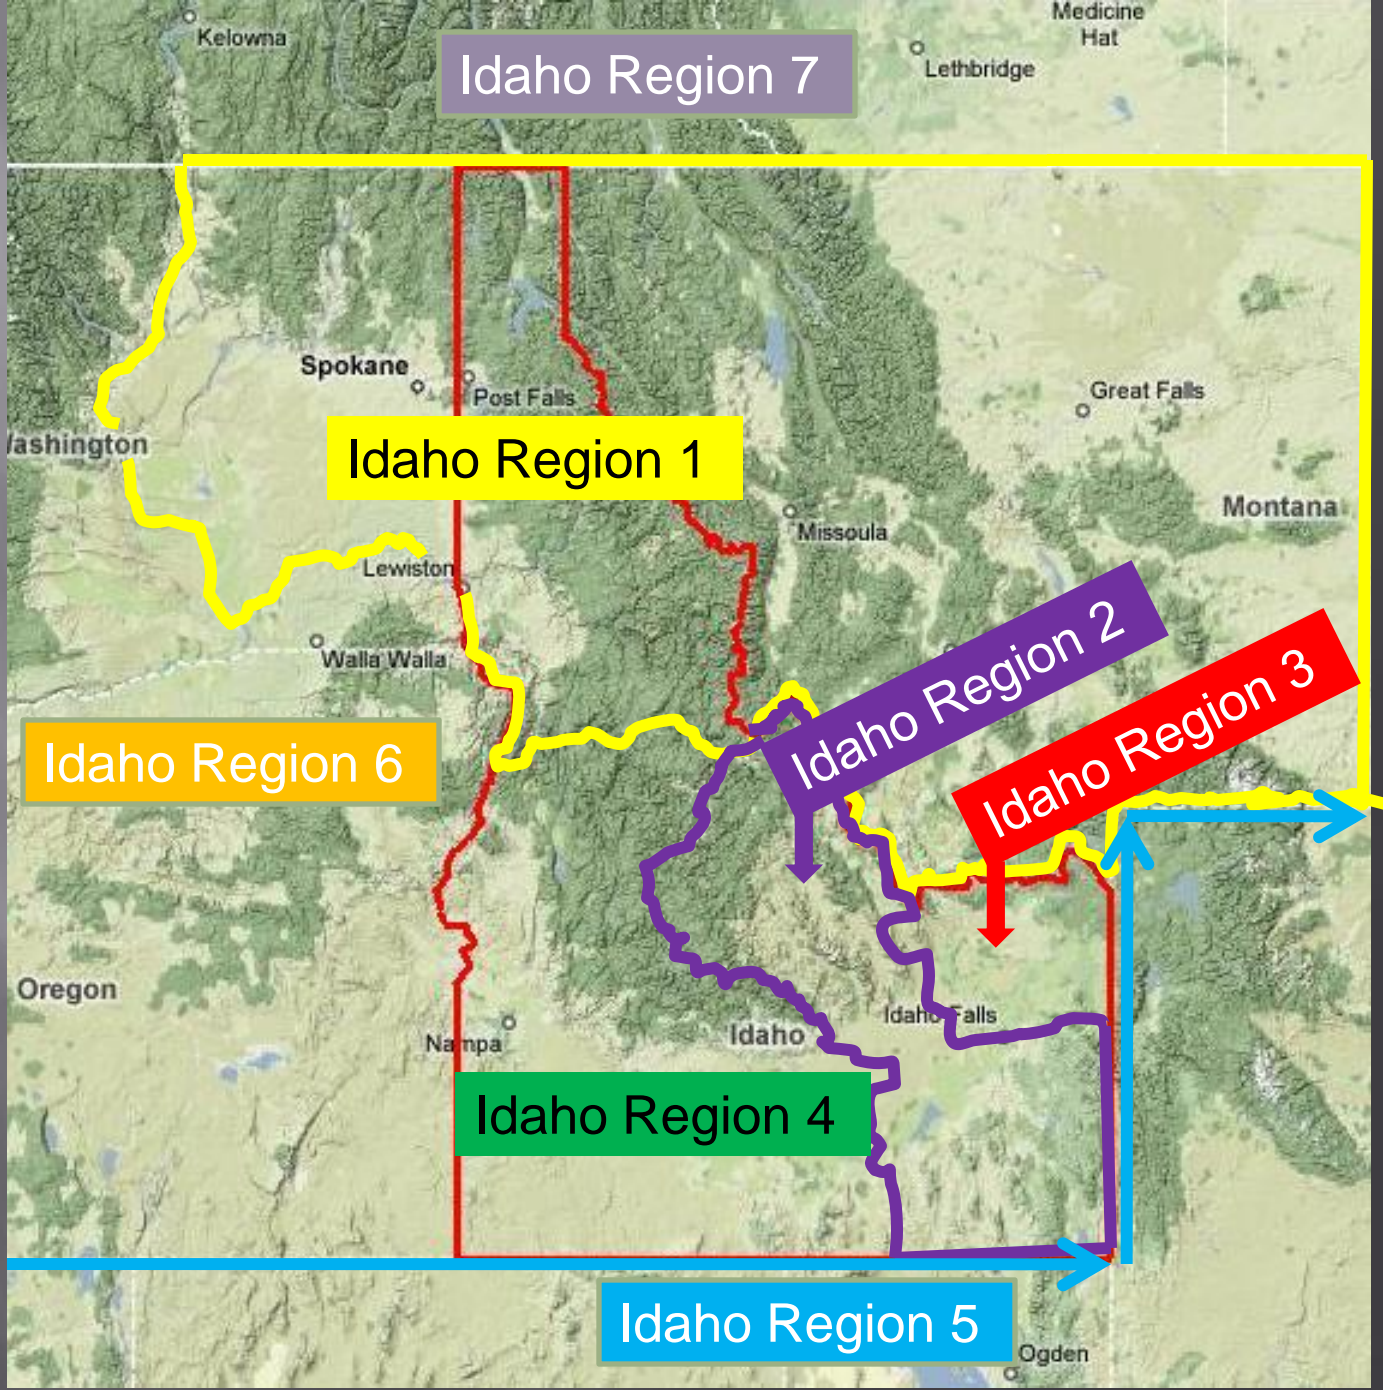 Kelowna
Medicine
Hat
Idaho Region 7
Lethbridge
Spokane
Post Falls
Great Falls
Washington
Idaho Region 1
Montana
Missoula
Lewiston
Walla Walla
Idaho Region 2
Idaho Region 3
Idaho Region 6
Oregon
Idaho Falls
Nampa
Idaho
Idaho Region 4
Idaho Region 5
Ogden